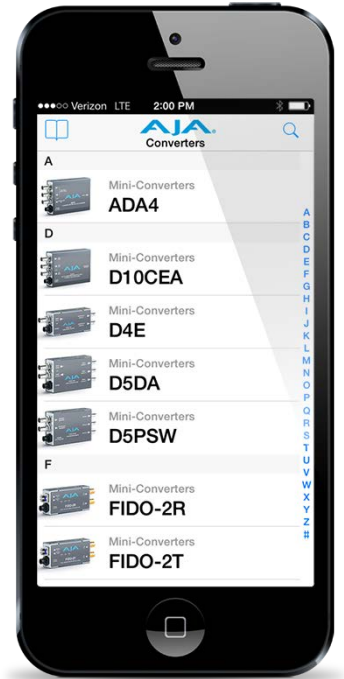 Verizon LTE 2:00 PM
AJA®
Converters
A
Mini-Converters
ADA4
D
Mini-Converters
D10CEA
Mini-Converters
D4E
Mini-Converters
D5DA
Mini-Converters
D5PSW
F
Mini-Converters
FIDO-2R
Mini-Converters
FIDO-2T
A
B
C
D
E
F
G
H
I
J
K
L
M
N
O
P
Q
R
S
T
U
V
W
X
Y
Z
#